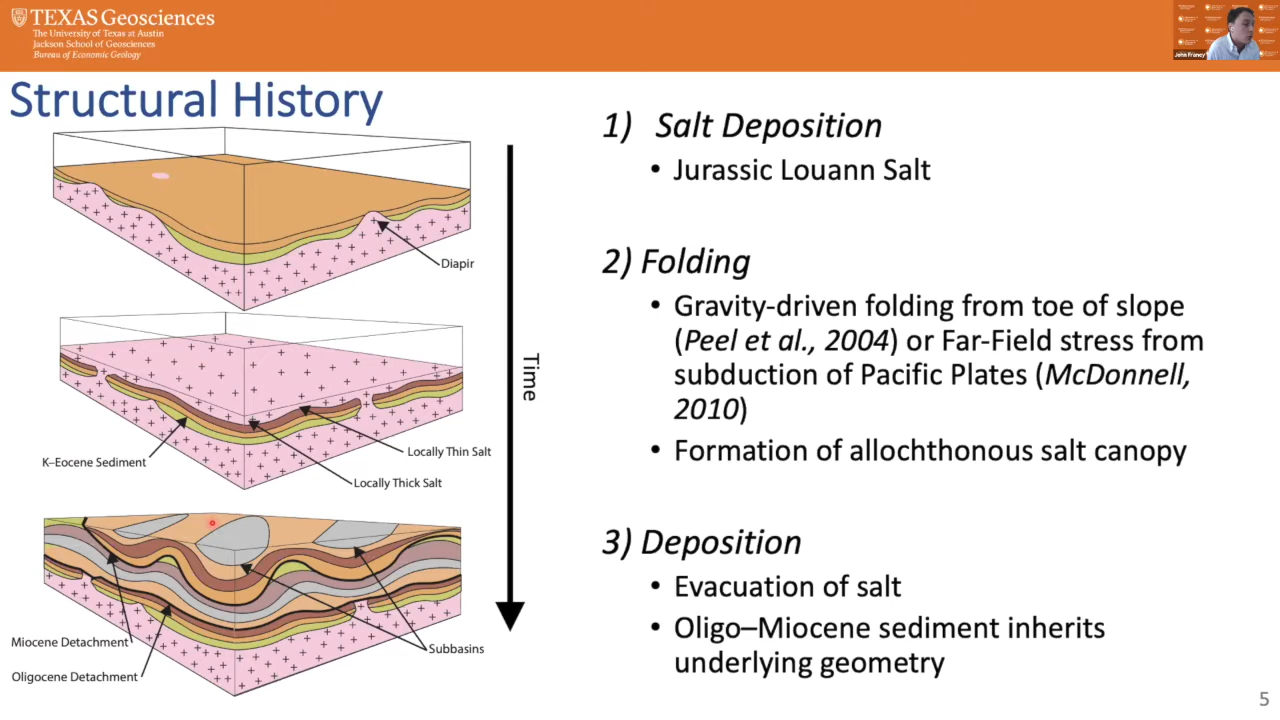 TEXAS Geosciences
The University of Texas at Austin
Jackson School of Geosciences
Bureau of Economic Geology
John Franey
Structural History
Diapir
K–Eocene Sediment
Locally Thin Salt
Locally Thick Salt
Miocene Detachment
Oligocene Detachment
Subbasins
Time
1) Salt Deposition
• Jurassic Louann Salt
2) Folding
• Gravity-driven folding from toe of slope
(Peel et al., 2004) or Far-Field stress from
subduction of Pacific Plates (McDonnell,
2010)
• Formation of allochthonous salt canopy
3) Deposition
• Evacuation of salt
• Oligo–Miocene sediment inherits
underlying geometry
5